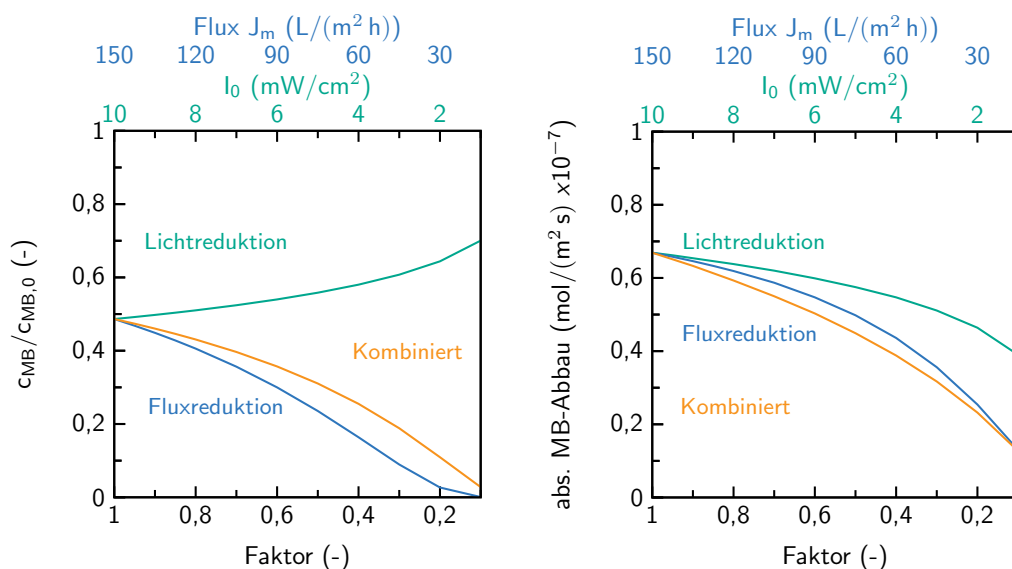 Flux J_m (L/(m² h))
150 120 90 60 30
I_0 (mW/cm²)
10 8 6 4 2
1
0,8
0,6
0,4
0,2
0
c_MB/c_MB,0 (-)
Lichtreduktion
Kombiniert
Fluxreduktion
1 0,8 0,6 0,4 0,2
Faktor (-)
Flux J_m (L/(m² h))
150 120 90 60 30
I_0 (mW/cm²)
10 8 6 4 2
1
0,8
0,6
0,4
0,2
0
abs. MB-Abbau (mol/(m² s) x10⁻⁷
Lichtreduktion
Fluxreduktion
Kombiniert
1 0,8 0,6 0,4 0,2
Faktor (-)